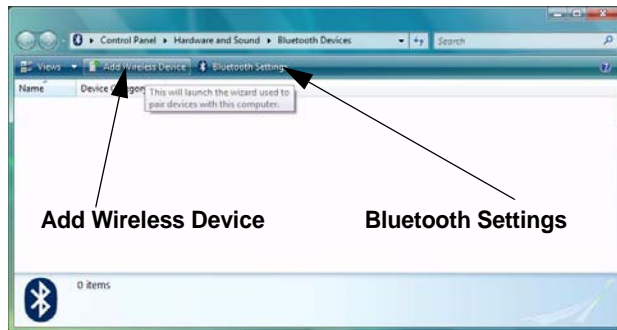 Control Panel ▸ Hardware and Sound ▸ Bluetooth Devices
Search
Views Add Wireless Device Bluetooth Settings
Name Device Category
This will launch the wizard used to
pair devices with this computer.
Add Wireless Device Bluetooth Settings
0 items